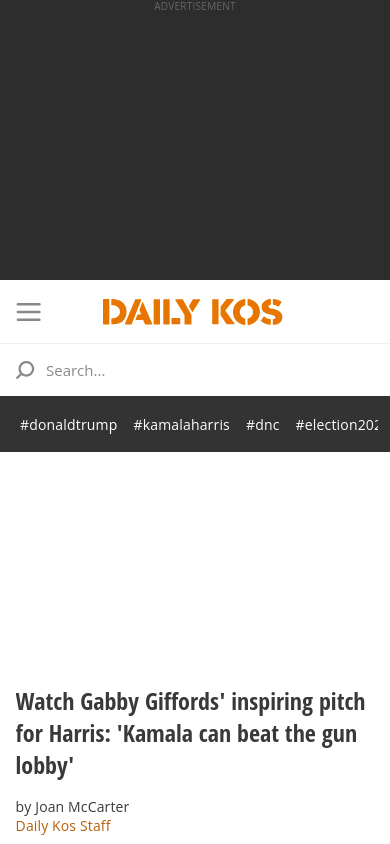 ADVERTISEMENT
DAILY KOS
Search...
#donaldtrump #kamalaharris #dnc #election202
Watch Gabby Giffords' inspiring pitch
for Harris: 'Kamala can beat the gun
lobby'
by Joan McCarter
Daily Kos Staff